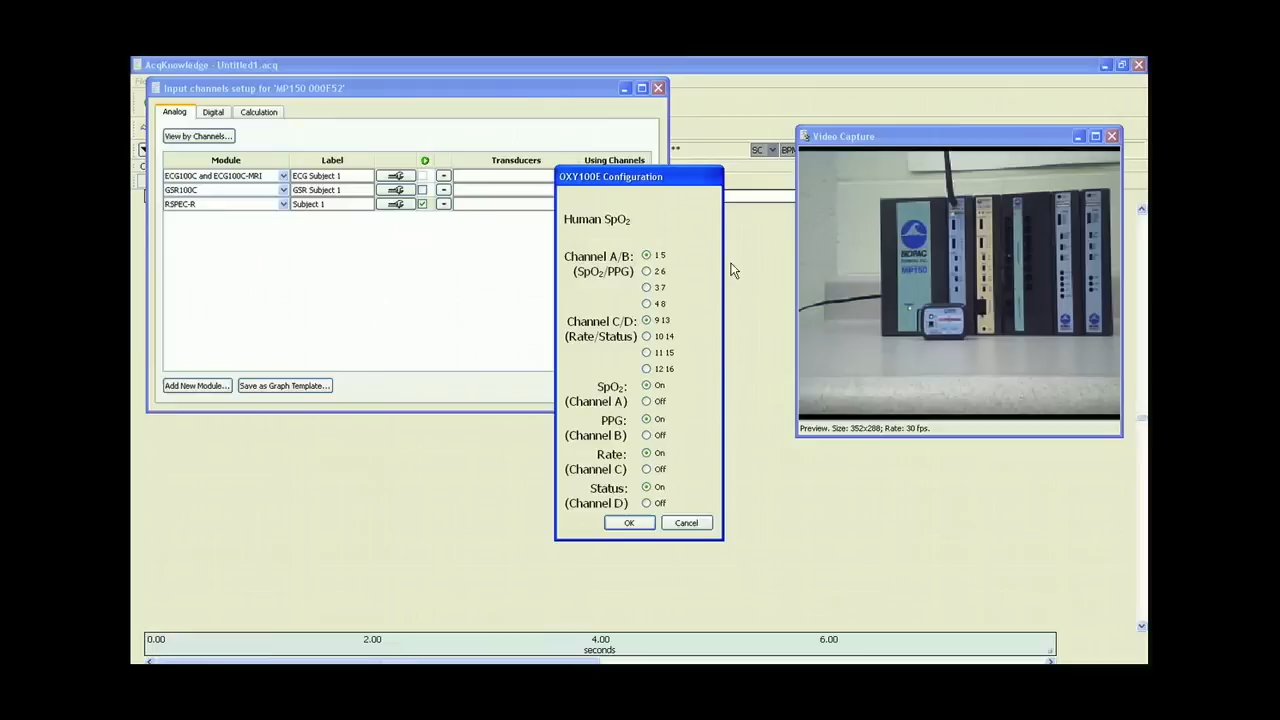 AcqKnowledge - Untitled1.acq
Input channels setup for 'MP150 000F52'
Analog Digital Calculation
View by Channels...
Module Label Transducers Using Channels
ECG100C and ECG100C-MRI ECG Subject 1
GSR100C GSR Subject 1
RSPEC-R Subject 1
Add New Module... Save as Graph Template...
OXY100E Configuration
Human SpO₂
Channel A/B: 1 5
(SpO₂/PPG) 2 6
3 7
4 8
Channel C/D: 9 13
(Rate/Status) 10 14
11 15
12 16
SpO₂: On
(Channel A) Off
PPG: On
(Channel B) Off
Rate: On
(Channel C) Off
Status: On
(Channel D) Off
OK Cancel
** SC BPM
Video Capture
BIOPAC
MP150
Preview. Size: 352x288; Rate: 30 fps.
0.00 2.00 4.00 6.00
seconds